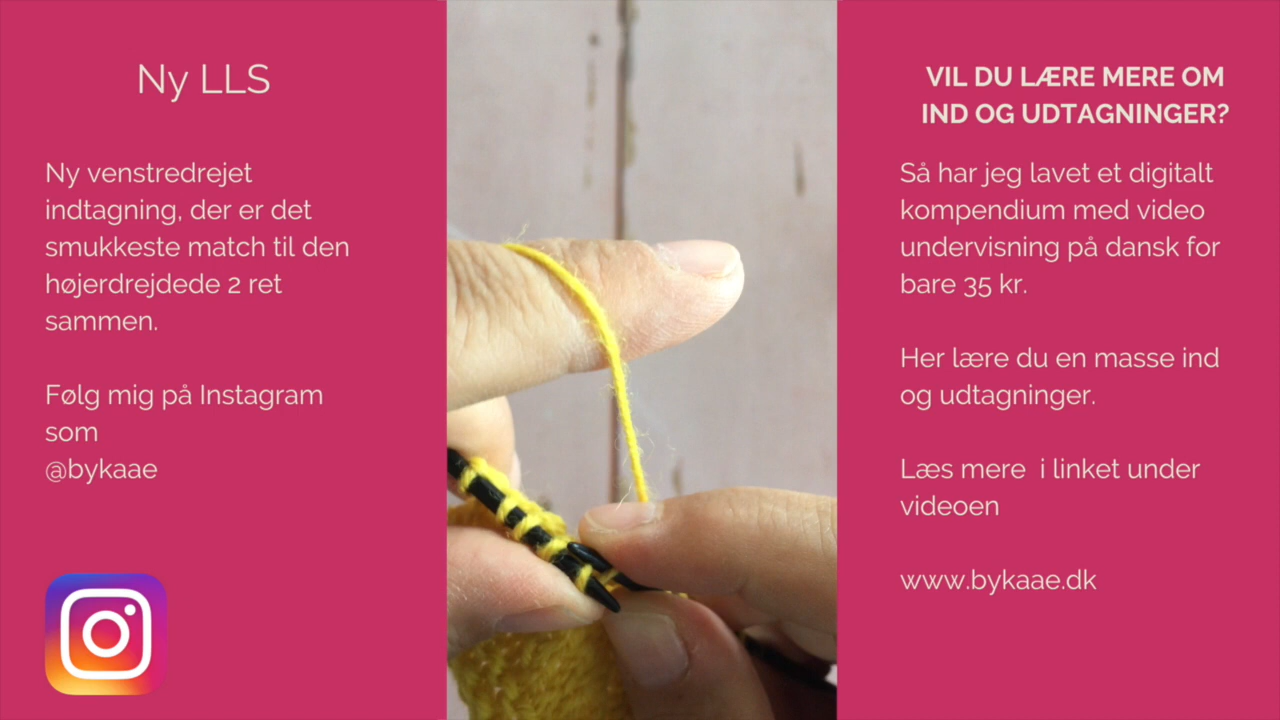 Ny LLS
Ny venstredrejet
indtagning, der er det
smukkeste match til den
højerdrejdede 2 ret
sammen.
Følg mig på Instagram
som
@bykaae
VIL DU LÆRE MERE OM
IND OG UDTAGNINGER?
Så har jeg lavet et digitalt
kompendium med video
undervisning på dansk for
bare 35 kr.
Her lære du en masse ind
og udtagninger.
Læs mere  i linket under
videoen
www.bykaae.dk